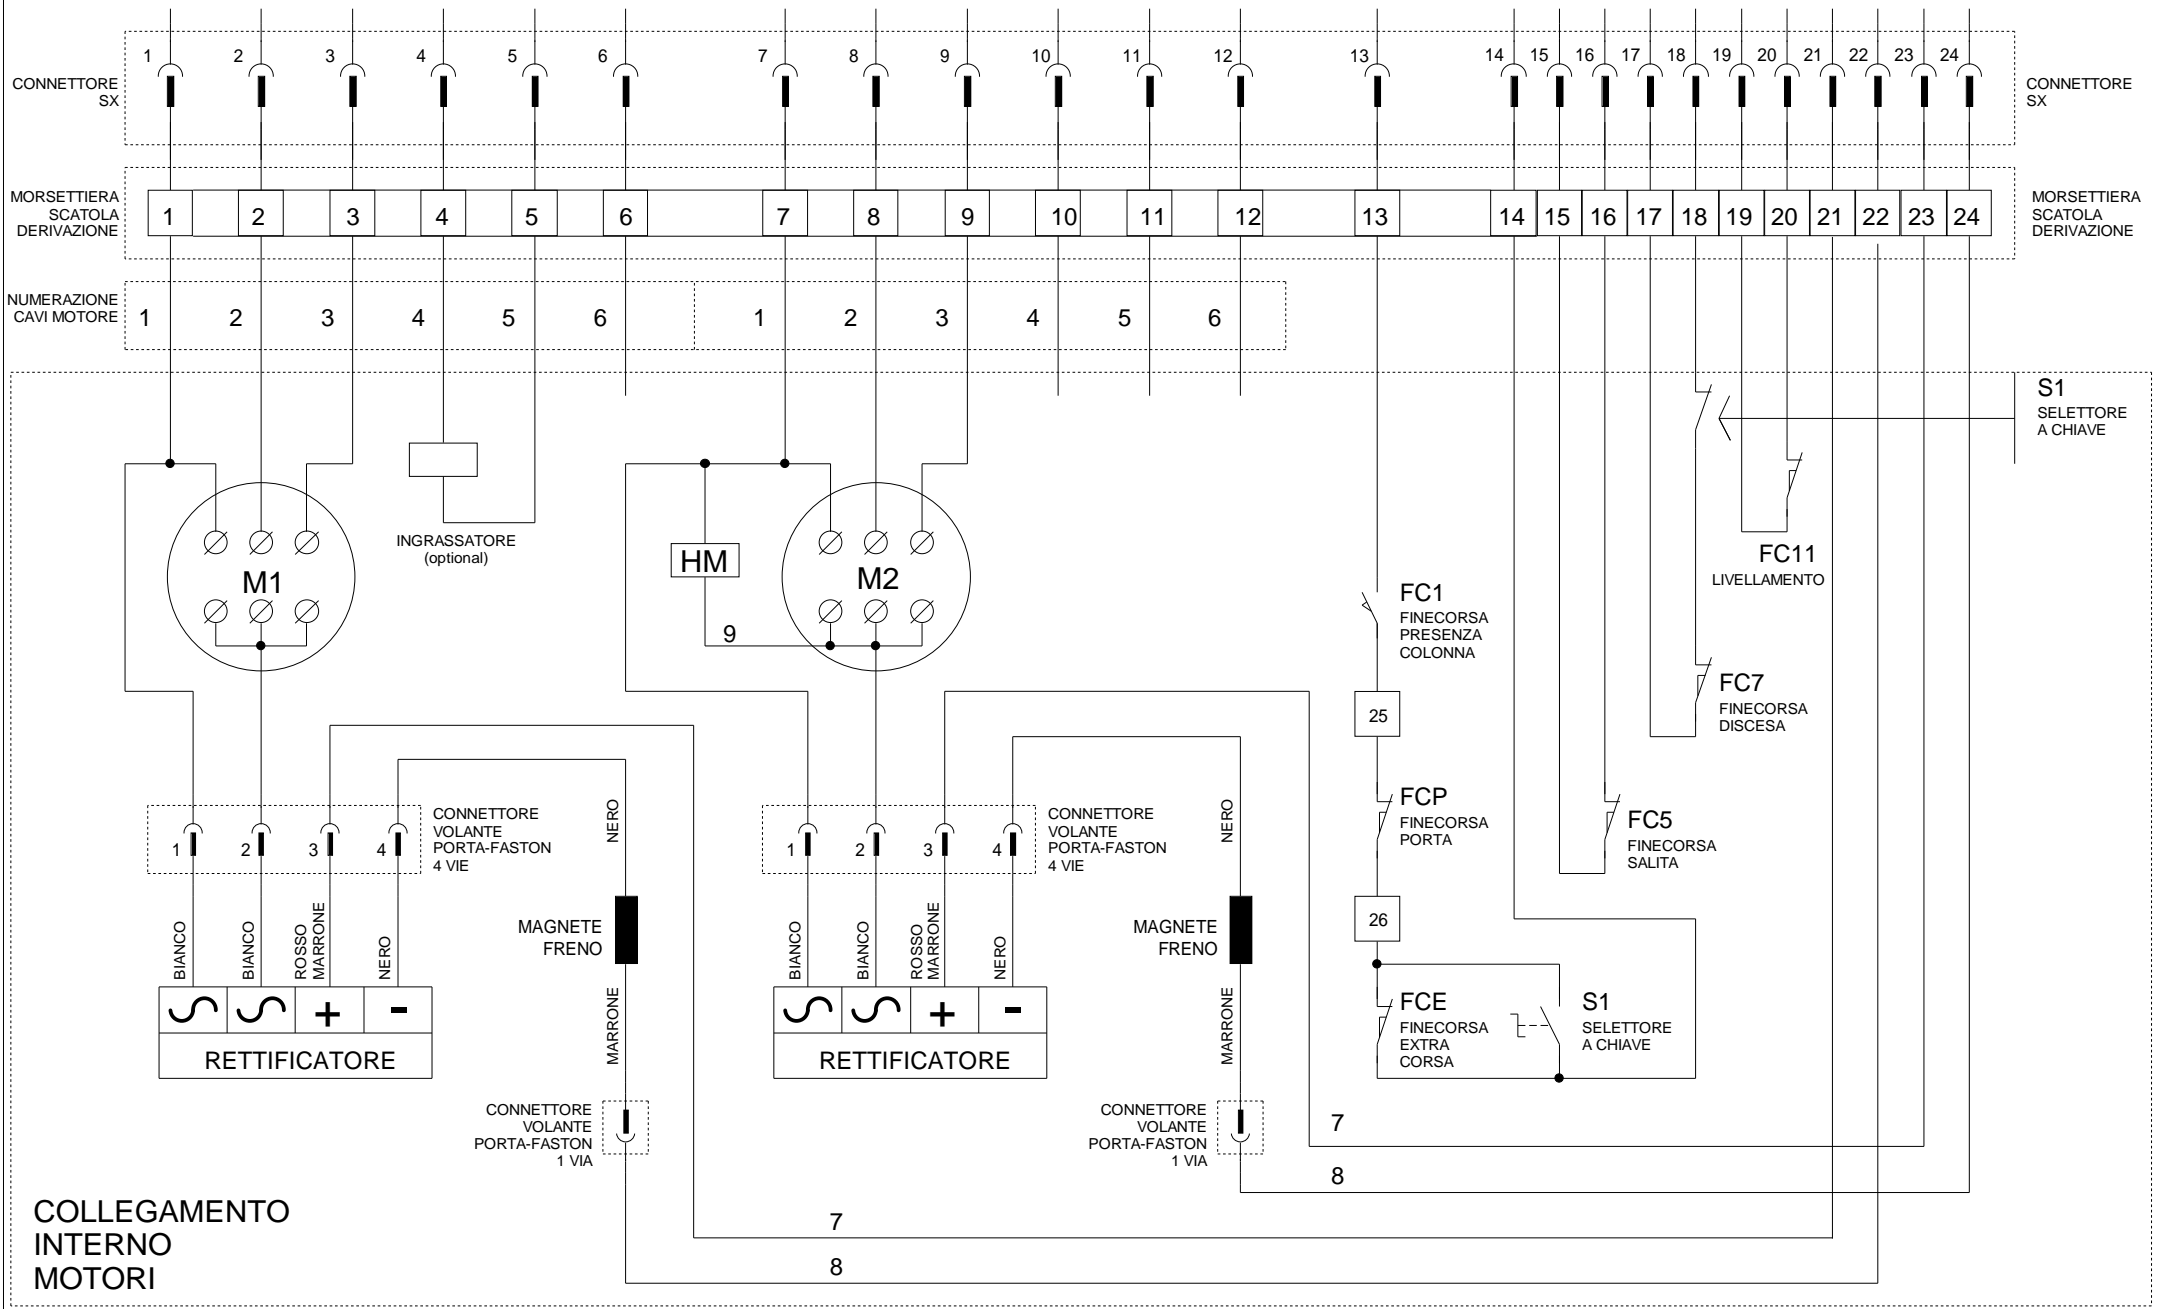 1 2 3 4 5 6 7 8 9 10 11 12 13 14 15 16 17 18 19 20 21 22 23 24
CONNETTORE
SX
CONNETTORE
SX
MORSETTIERA
SCATOLA
DERIVAZIONE
1 2 3 4 5 6 7 8 9 10 11 12 13 14 15 16 17 18 19 20 21 22 23 24
MORSETTIERA
SCATOLA
DERIVAZIONE
NUMERAZIONE
CAVI MOTORE
1 2 3 4 5 6 1 2 3 4 5 6
S1
SELETTORE
A CHIAVE
INGRASSATORE
(optional)
M1
HM
M2
9
FC11
LIVELLAMENTO
FC1
FINECORSA
PRESENZA
COLONNA
FC7
FINECORSA
DISCESA
25
FCP
FINECORSA
PORTA
FC5
FINECORSA
SALITA
26
FCE
FINECORSA
EXTRA
CORSA
S1
SELETTORE
A CHIAVE
1 2 3 4
CONNETTORE
VOLANTE
PORTA-FASTON
4 VIE
NERO
BIANCO
BIANCO
ROSSO
MARRONE
NERO
MAGNETE
FRENO
MARRONE
+ -
RETTIFICATORE
CONNETTORE
VOLANTE
PORTA-FASTON
1 VIA
1 2 3 4
CONNETTORE
VOLANTE
PORTA-FASTON
4 VIE
NERO
BIANCO
BIANCO
ROSSO
MARRONE
NERO
MAGNETE
FRENO
MARRONE
+ -
RETTIFICATORE
CONNETTORE
VOLANTE
PORTA-FASTON
1 VIA
7
8
7
8
COLLEGAMENTO
INTERNO
MOTORI